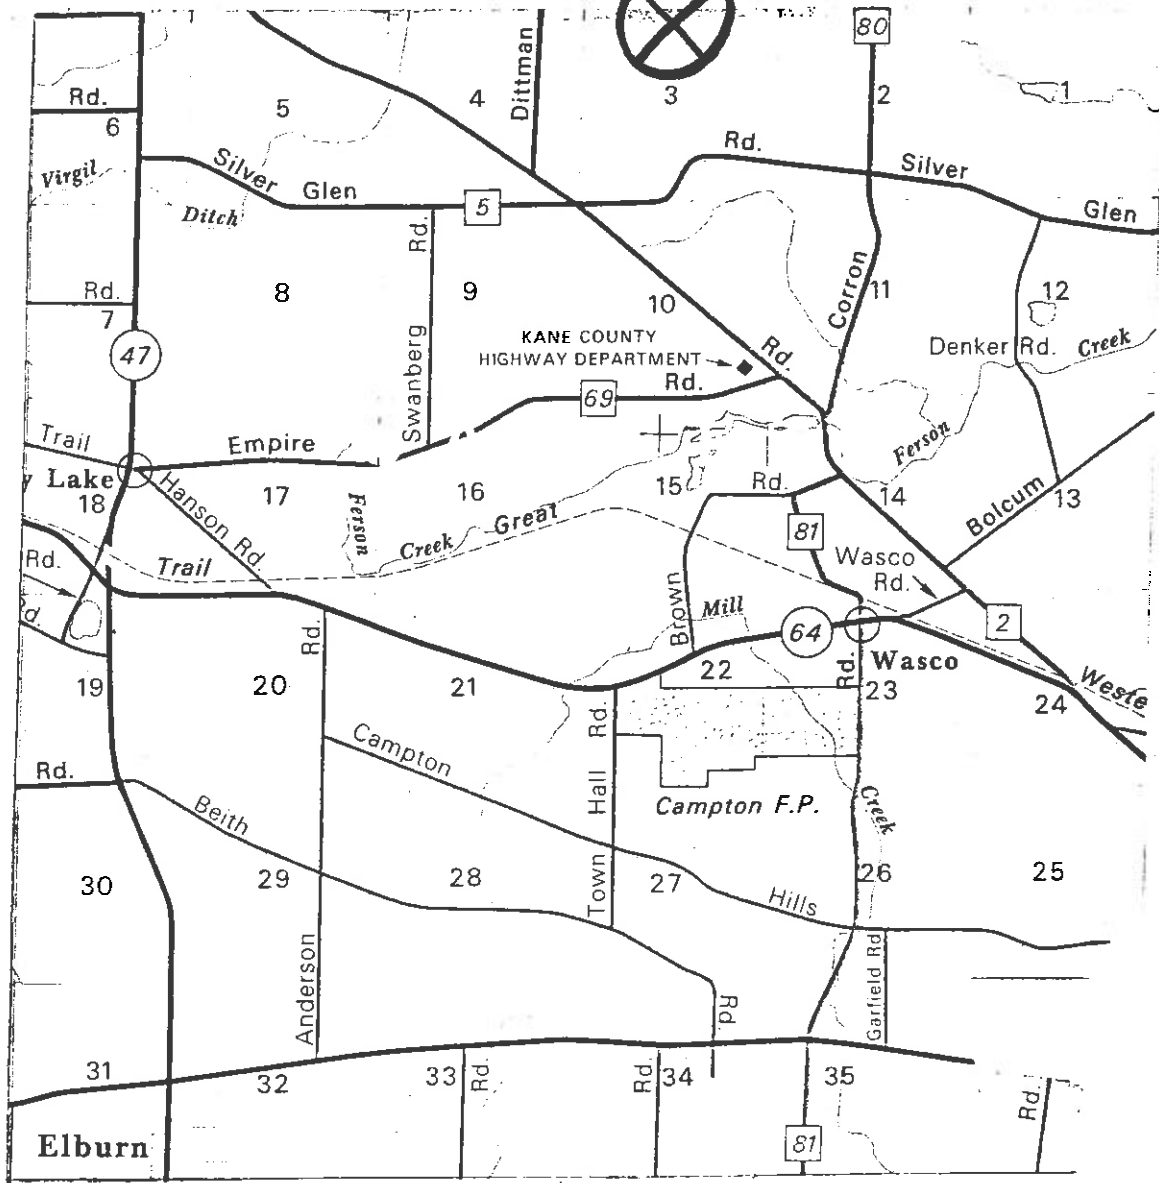 80
Dittman
1
2
3
4
5
Rd.
6
Rd.
Silver
Silver
Virgil
Glen
5
Glen
Ditch
Rd.
Corron
8
9
10
11
12
Rd.
7
KANE COUNTY
HIGHWAY DEPARTMENT
Rd.
Denker Rd.
Creek
47
Swanberg
69
Rd.
Trail
Empire
Ferson
y Lake
18
Hanson Rd.
17
16
15
Rd.
14
13
Bolcum
Ferson
Creek
Great
81
Wasco
Rd.
Rd.
Trail
Brown
Mill
Rd.
64
2
Wasco
Rd.
19
20
21
22
Rd.
23
24
Weste
Rd.
Campton
Rd.
Beith
Hall
Campton F.P.
Creek
30
29
28
Town
27
26
25
Hills
Anderson
Rd.
Garfield Rd
31
32
33
Rd.
Rd.
34
35
Rd.
Elburn
81